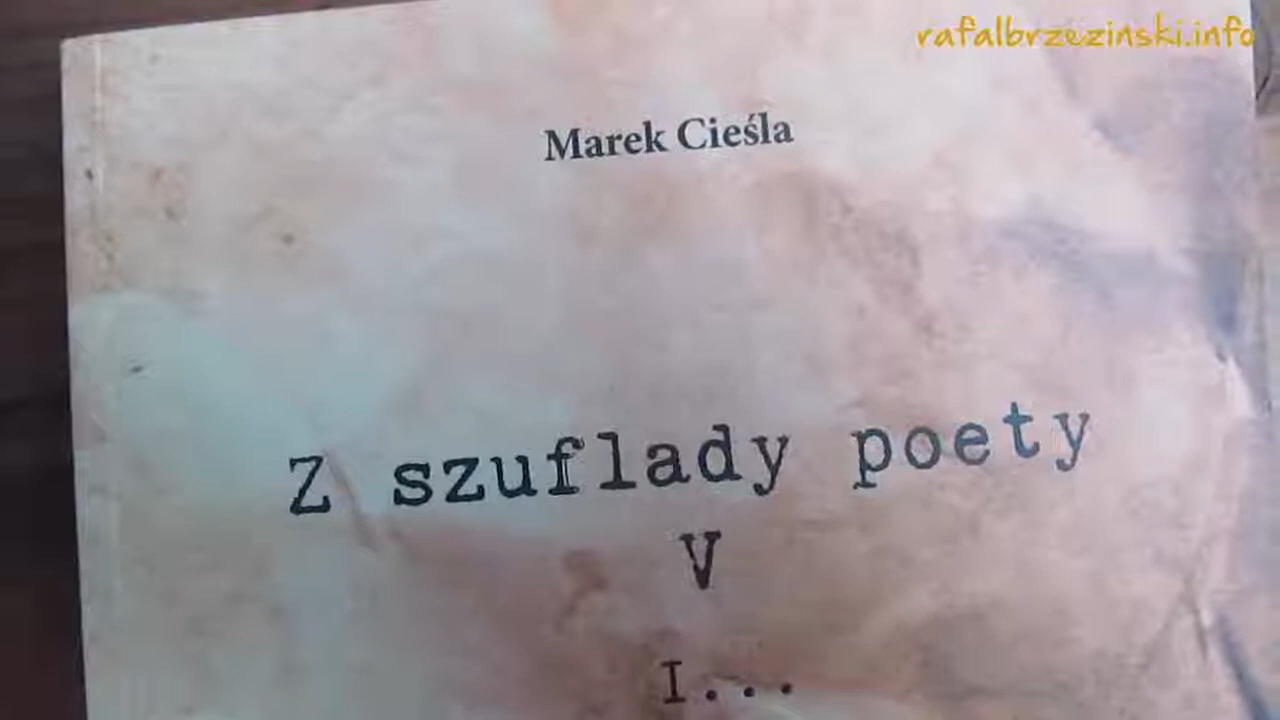 rafalbrzezinski.info
Marek Cieśla
Z szuflady poety
V
I...